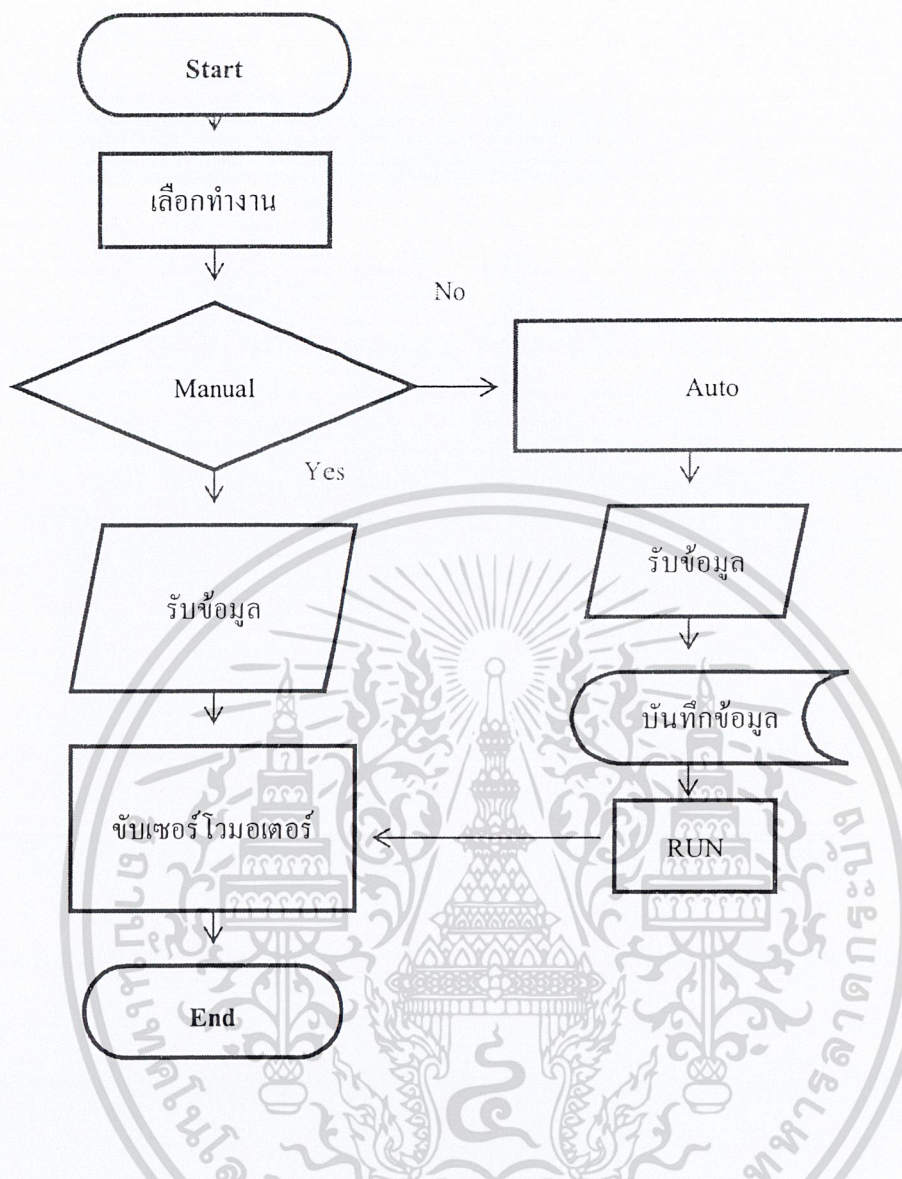 Start
เลือกทำงาน
No
Manual
Auto
Yes
รับข้อมูล
รับข้อมูล
บันทึกข้อมูล
ขับเซอร์โวมอเตอร์
RUN
End